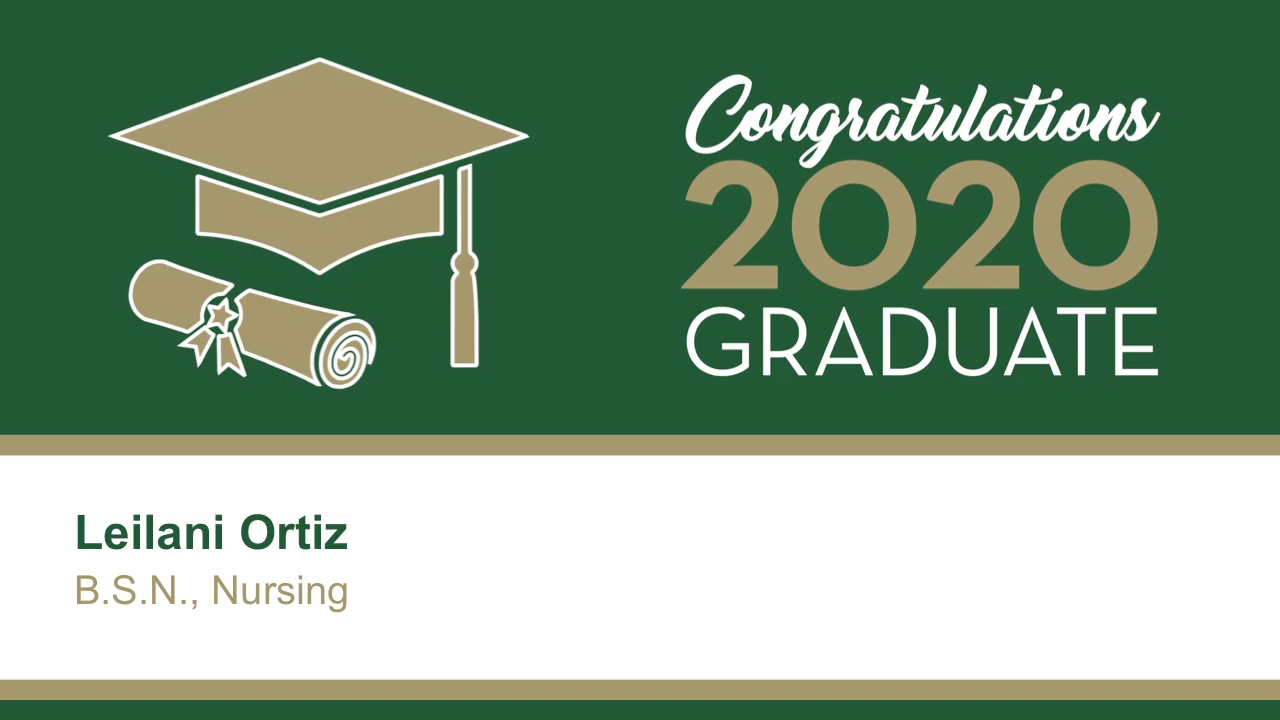 Congratulations
2020
GRADUATE
Leilani Ortiz
B.S.N., Nursing